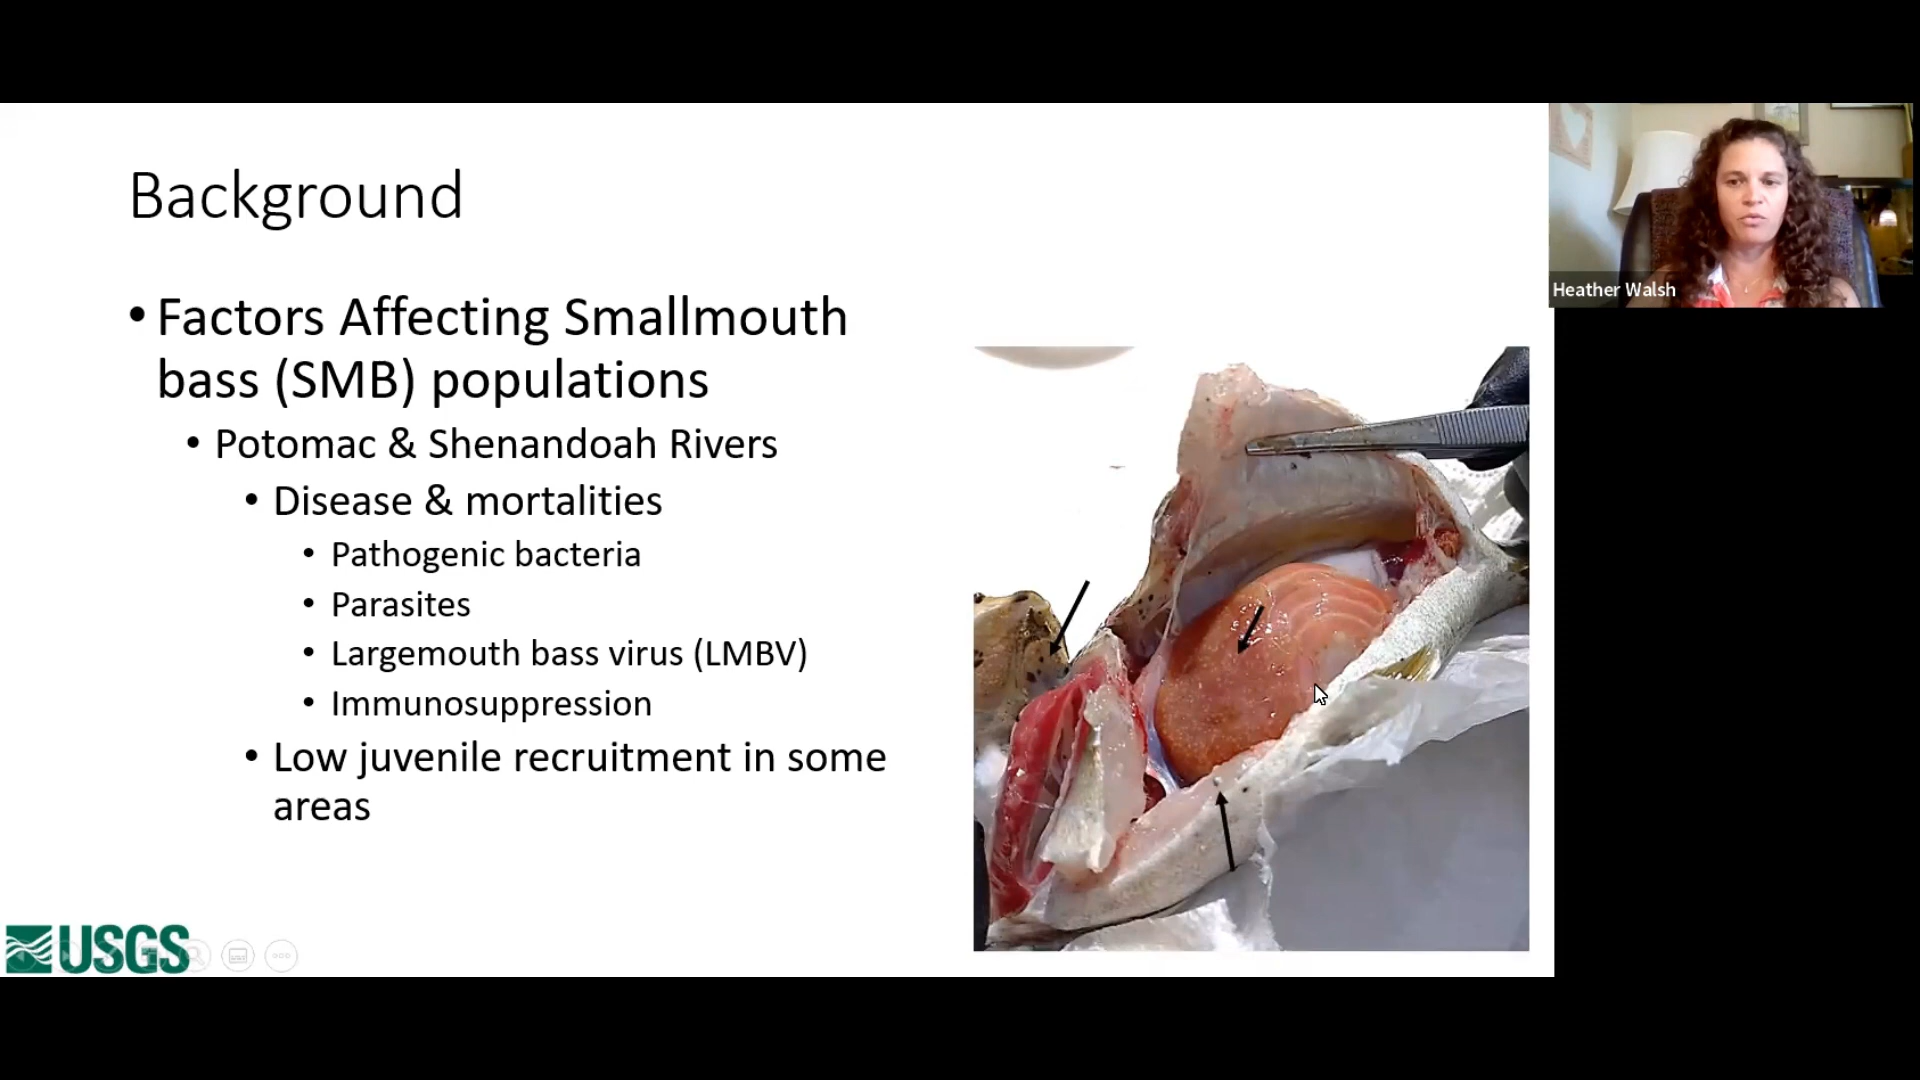 Background
• Factors Affecting Smallmouth
bass (SMB) populations
• Potomac & Shenandoah Rivers
• Disease & mortalities
• Pathogenic bacteria
• Parasites
• Largemouth bass virus (LMBV)
• Immunosuppression
• Low juvenile recruitment in some
areas
USGS
Heather Walsh